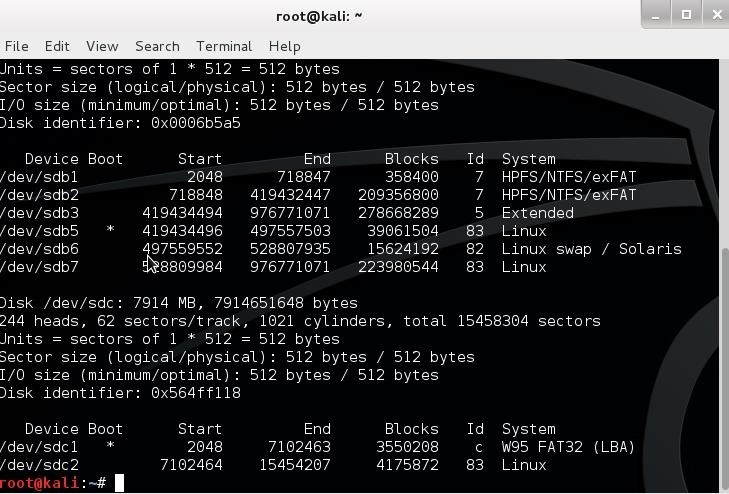 root@kali: ~
File Edit View Search Terminal Help
Units = sectors of 1 * 512 = 512 bytes
Sector size (logical/physical): 512 bytes / 512 bytes
I/O size (minimum/optimal): 512 bytes / 512 bytes
Disk identifier: 0x0006b5a5
Device Boot Start End Blocks Id System
/dev/sdb1 2048 718847 358400 7 HPFS/NTFS/exFAT
/dev/sdb2 718848 419432447 209356800 7 HPFS/NTFS/exFAT
/dev/sdb3 419434494 976771071 278668289 5 Extended
/dev/sdb5 * 419434496 497557503 39061504 83 Linux
/dev/sdb6 497559552 528807935 15624192 82 Linux swap / Solaris
/dev/sdb7 528809984 976771071 223980544 83 Linux
Disk /dev/sdc: 7914 MB, 7914651648 bytes
244 heads, 62 sectors/track, 1021 cylinders, total 15458304 sectors
Units = sectors of 1 * 512 = 512 bytes
Sector size (logical/physical): 512 bytes / 512 bytes
I/O size (minimum/optimal): 512 bytes / 512 bytes
Disk identifier: 0x564ff118
Device Boot Start End Blocks Id System
/dev/sdc1 * 2048 7102463 3550208 c W95 FAT32 (LBA)
/dev/sdc2 7102464 15454207 4175872 83 Linux
root@kali:~#